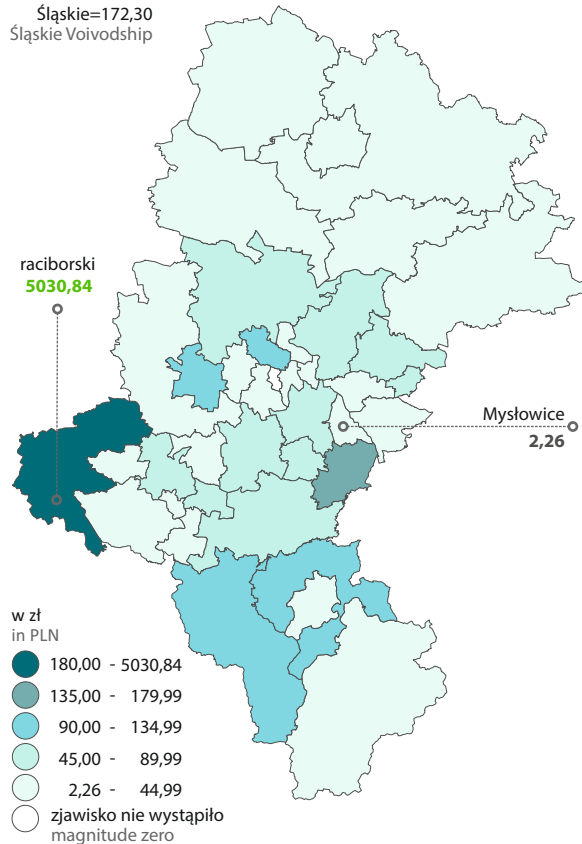 Śląskie=172,30
Śląskie Voivodship
raciborski
5030,84
Mysłowice
2,26
w zł
in PLN
180,00 - 5030,84
135,00 - 179,99
90,00 - 134,99
45,00 - 89,99
2,26 - 44,99
zjawisko nie wystąpiło
magnitude zero